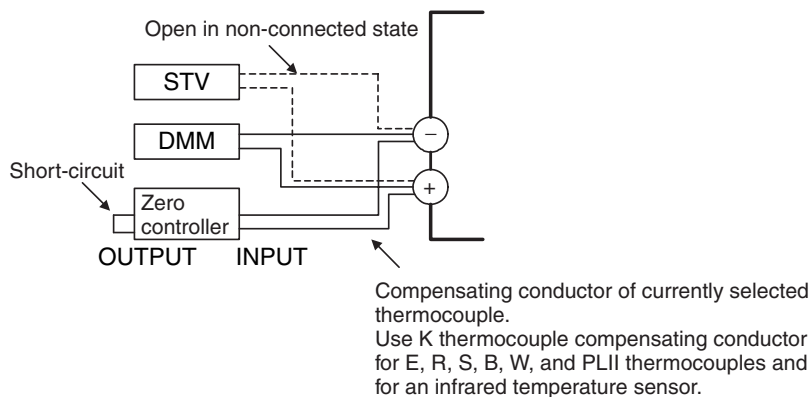 Open in non-connected state
STV
DMM
−
+
Short-circuit
Zero
controller
OUTPUT
INPUT
Compensating conductor of currently selected
thermocouple.
Use K thermocouple compensating conductor
for E, R, S, B, W, and PLII thermocouples and
for an infrared temperature sensor.